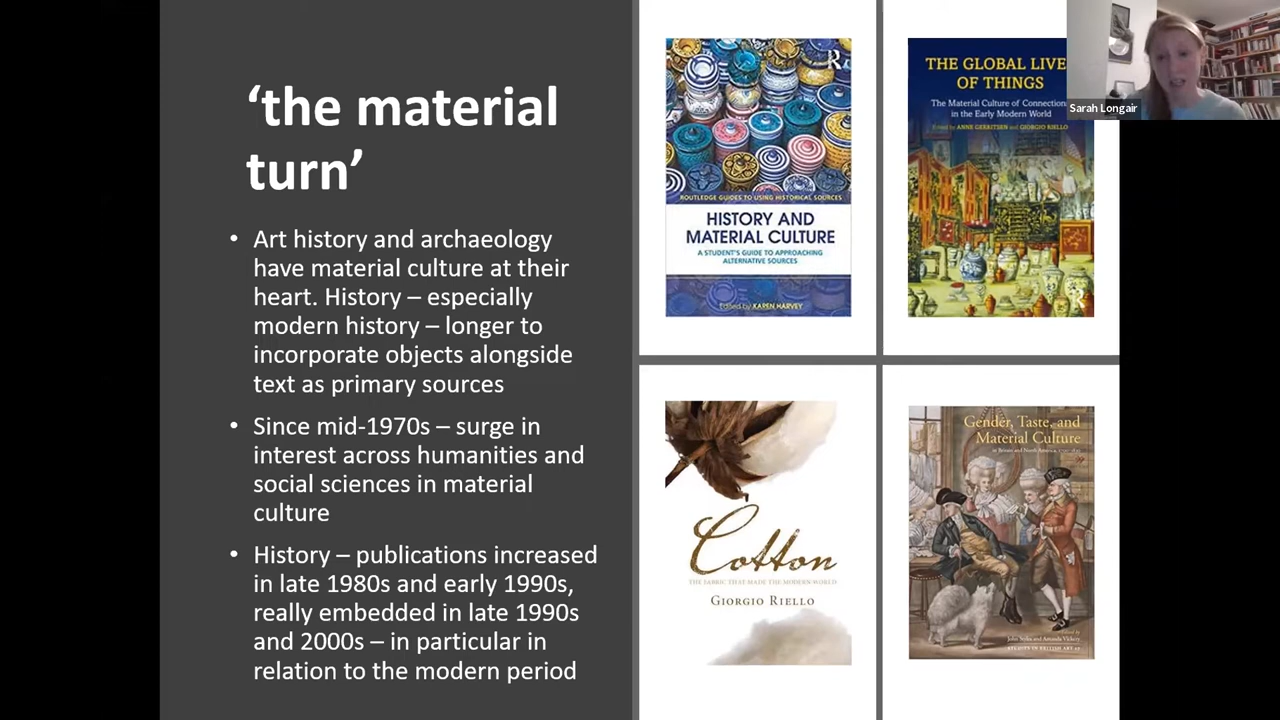 ‘the material
turn’
• Art history and archaeology
have material culture at their
heart. History – especially
modern history – longer to
incorporate objects alongside
text as primary sources
• Since mid-1970s – surge in
interest across humanities and
social sciences in material
culture
• History – publications increased
in late 1980s and early 1990s,
really embedded in late 1990s
and 2000s – in particular in
relation to the modern period
R
ROUTLEDGE GUIDES TO USING HISTORICAL SOURCES
HISTORY AND
MATERIAL CULTURE
A STUDENT'S GUIDE TO APPROACHING
ALTERNATIVE SOURCES
Edited by KAREN HARVEY
THE GLOBAL LIVE
OF THINGS
The Material Culture of Connection
in the Early Modern World
Edited by ANNE GERRITSEN and GIORGIO RIELLO
Sarah Longair
Cotton
THE FABRIC THAT MADE THE MODERN WORLD
GIORGIO RIELLO
Gender, Taste, and
Material Culture
in Britain and North America
Edited by
John Styles and Amanda Vickery
STUDIES IN BRITISH ART